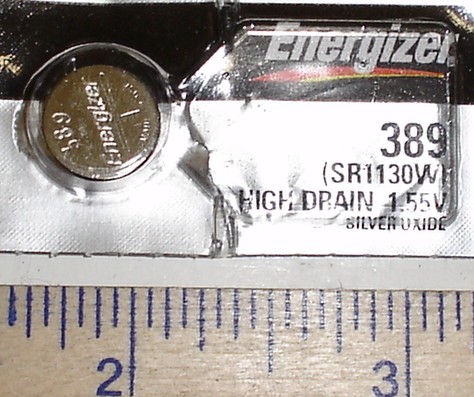 Energizer
389
(SR1130W)
HIGH DRAIN 1.55V
SILVER OXIDE
389
Energizer
2
3